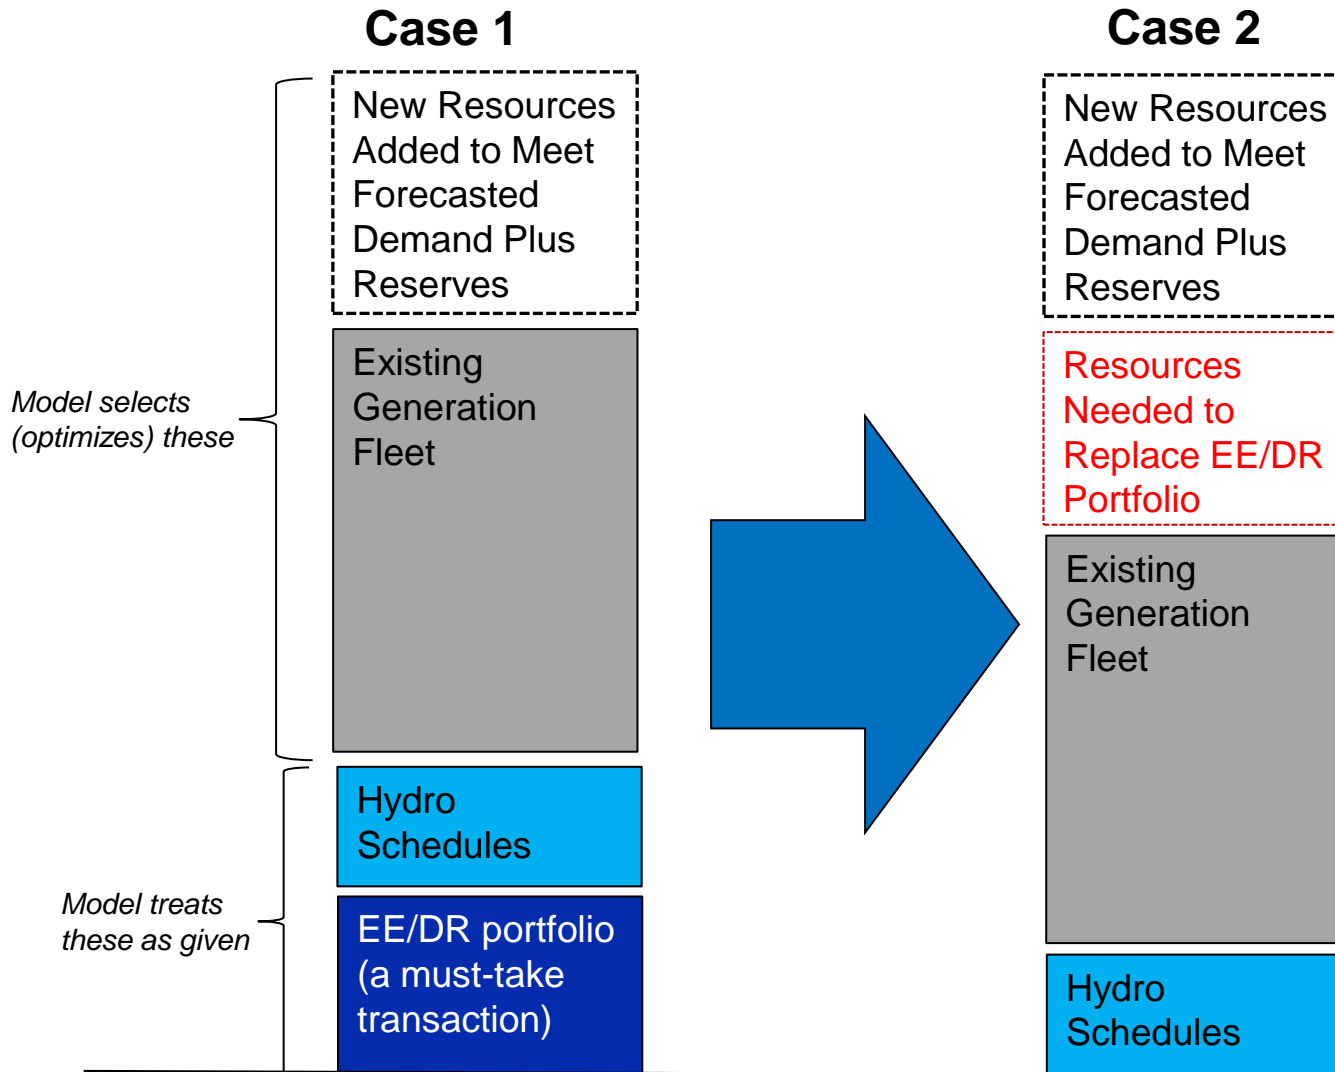 Case 1
New Resources
Added to Meet
Forecasted
Demand Plus
Reserves
Existing
Generation
Fleet
Model selects
(optimizes) these
Hydro
Schedules
Model treats
these as given
EE/DR portfolio
(a must-take
transaction)
Case 2
New Resources
Added to Meet
Forecasted
Demand Plus
Reserves
Resources
Needed to
Replace EE/DR
Portfolio
Existing
Generation
Fleet
Hydro
Schedules